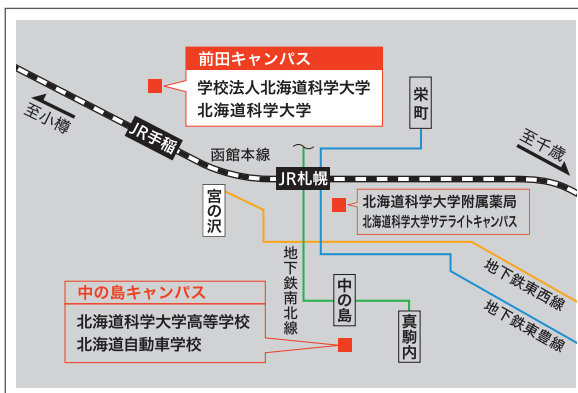 前田キャンパス
学校法人北海道科学大学
北海道科学大学
栄町
至小樽
JR手稲
函館本線
至千歳
JR札幌
宮の沢
北海道科学大学附属薬局
北海道科学大学サテライトキャンパス
地下鉄南北線
地下鉄東西線
中の島キャンパス
北海道科学大学高等学校
北海道自動車学校
中の島
真駒内
地下鉄東豊線